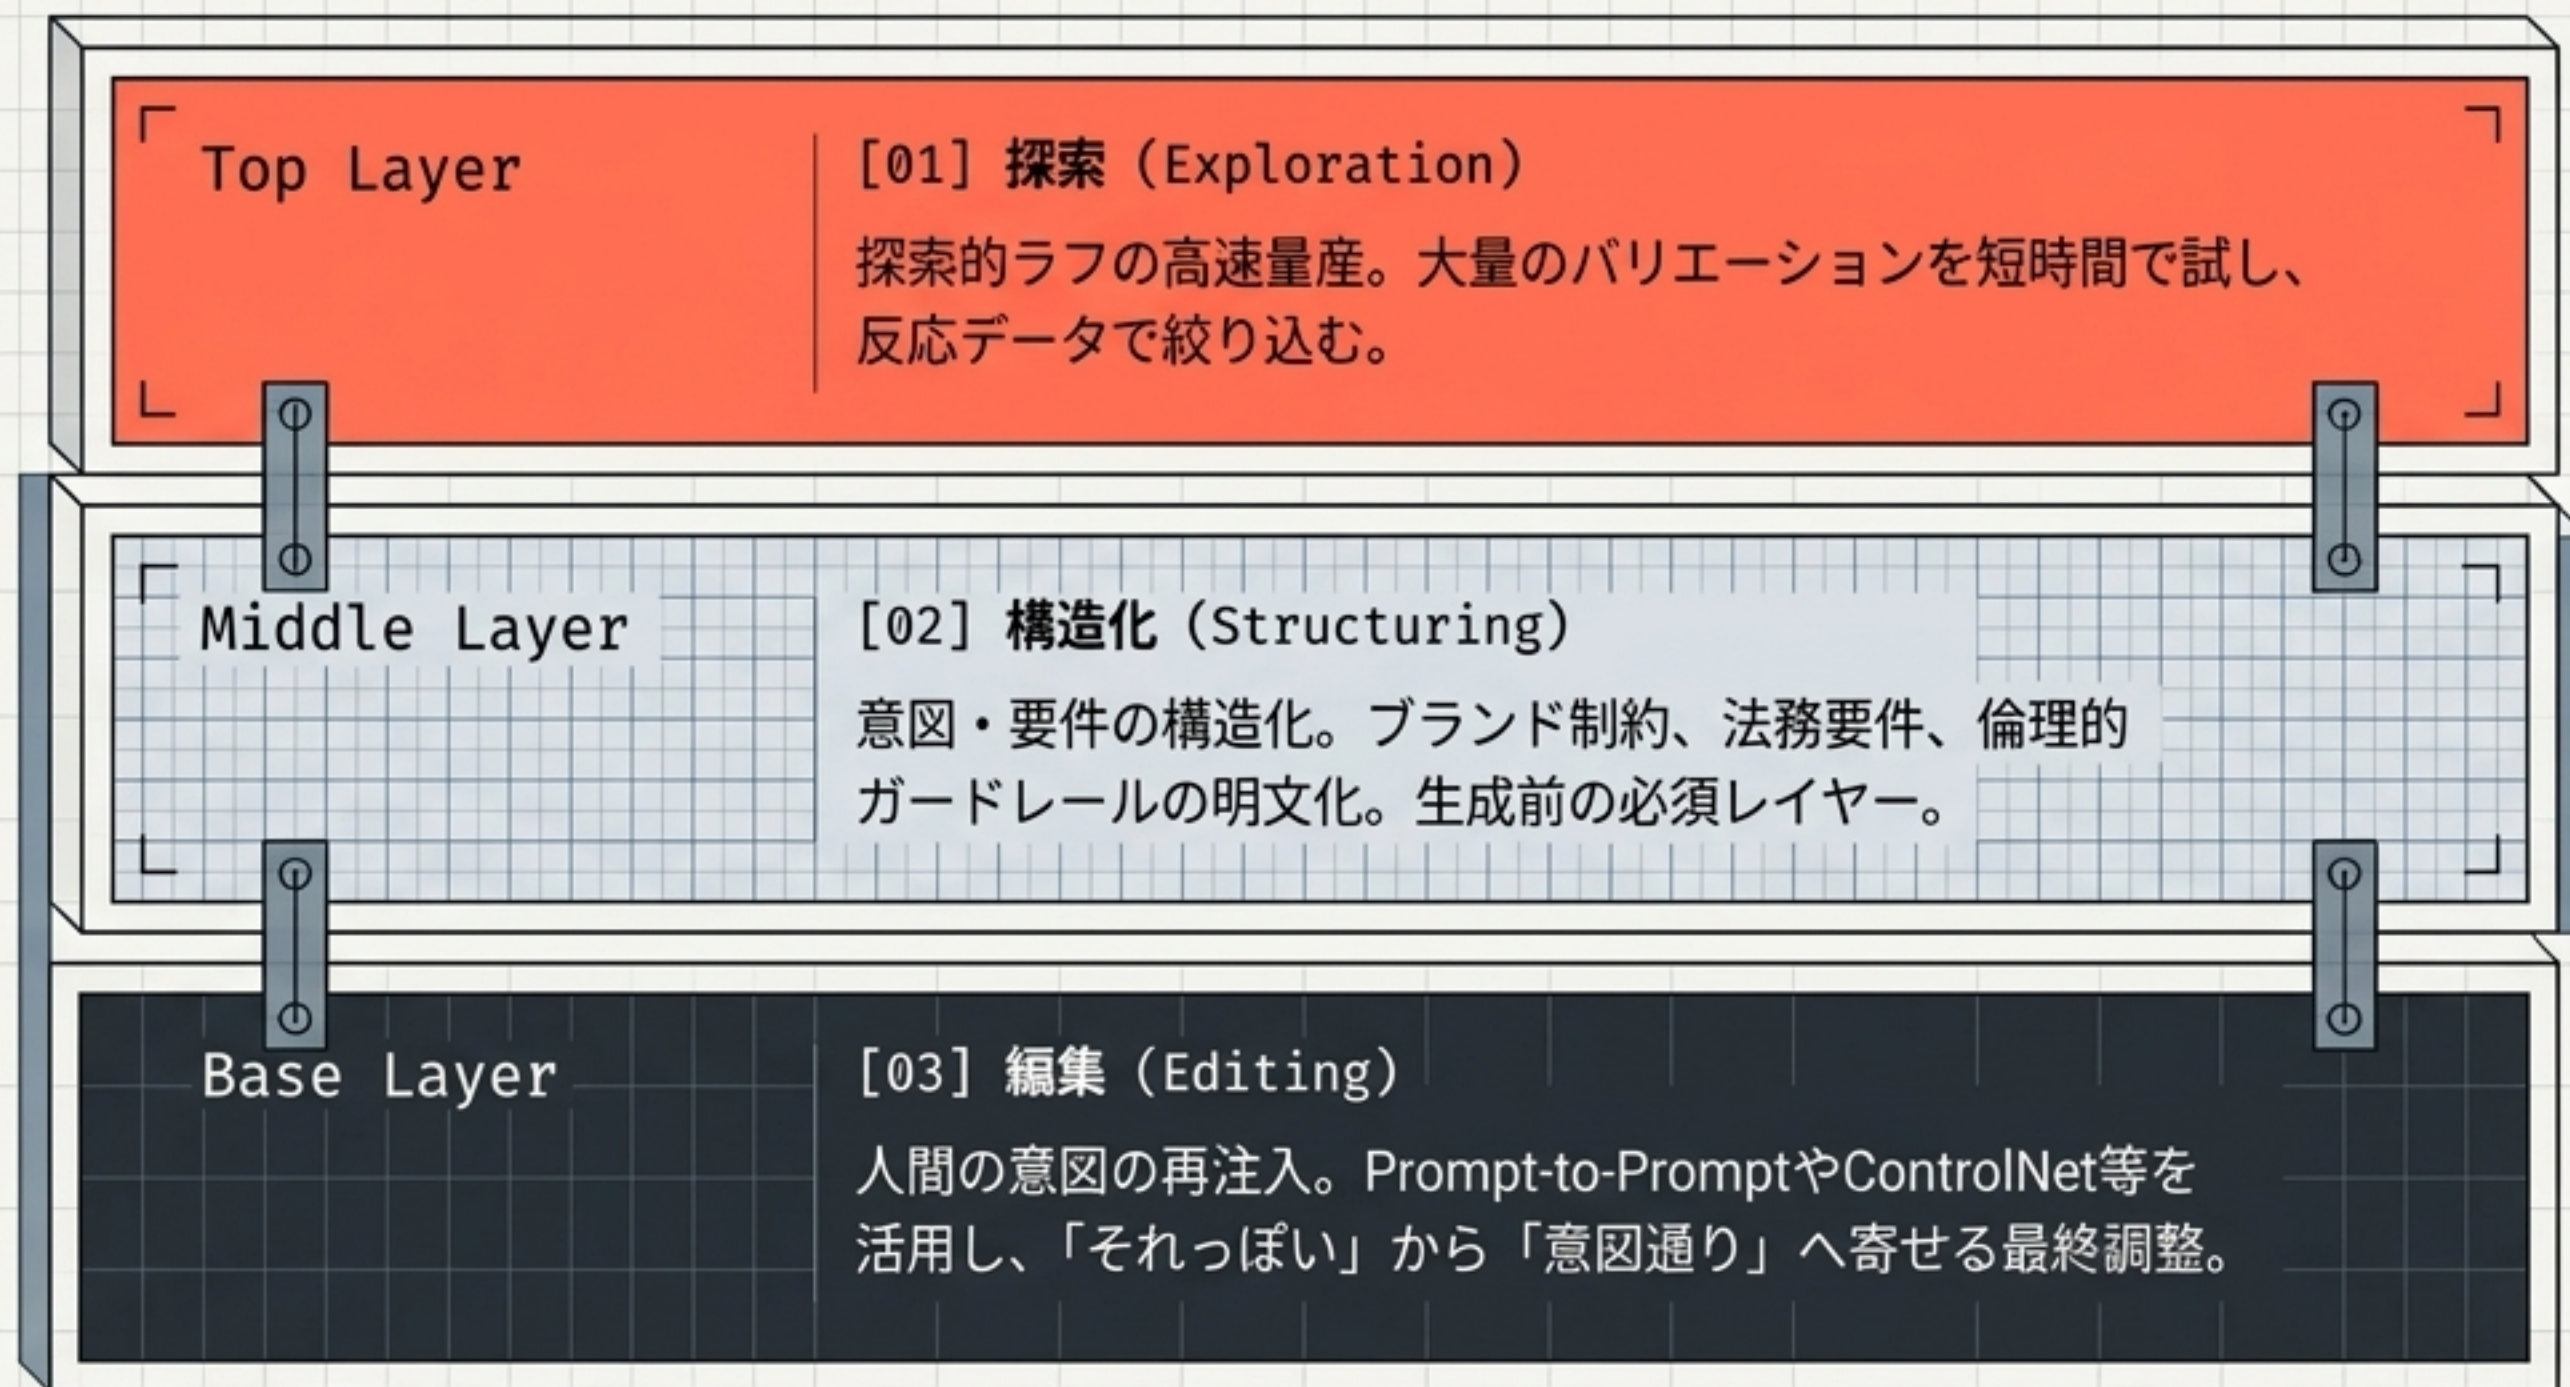 Top Layer
[01] 探索 (Exploration)
探索的ラフの高速量産。大量のバリエーションを短時間で試し、
反応データで絞り込む。
Middle Layer
[02] 構造化 (Structuring)
意図・要件の構造化。ブランド制約、法務要件、倫理的
ガードレールの明文化。生成前の必須レイヤー。
Base Layer
[03] 編集 (Editing)
人間の意図の再注入。Prompt-to-PromptやControlNet等を
活用し、「それっぽい」から「意図通り」へ寄せる最終調整。